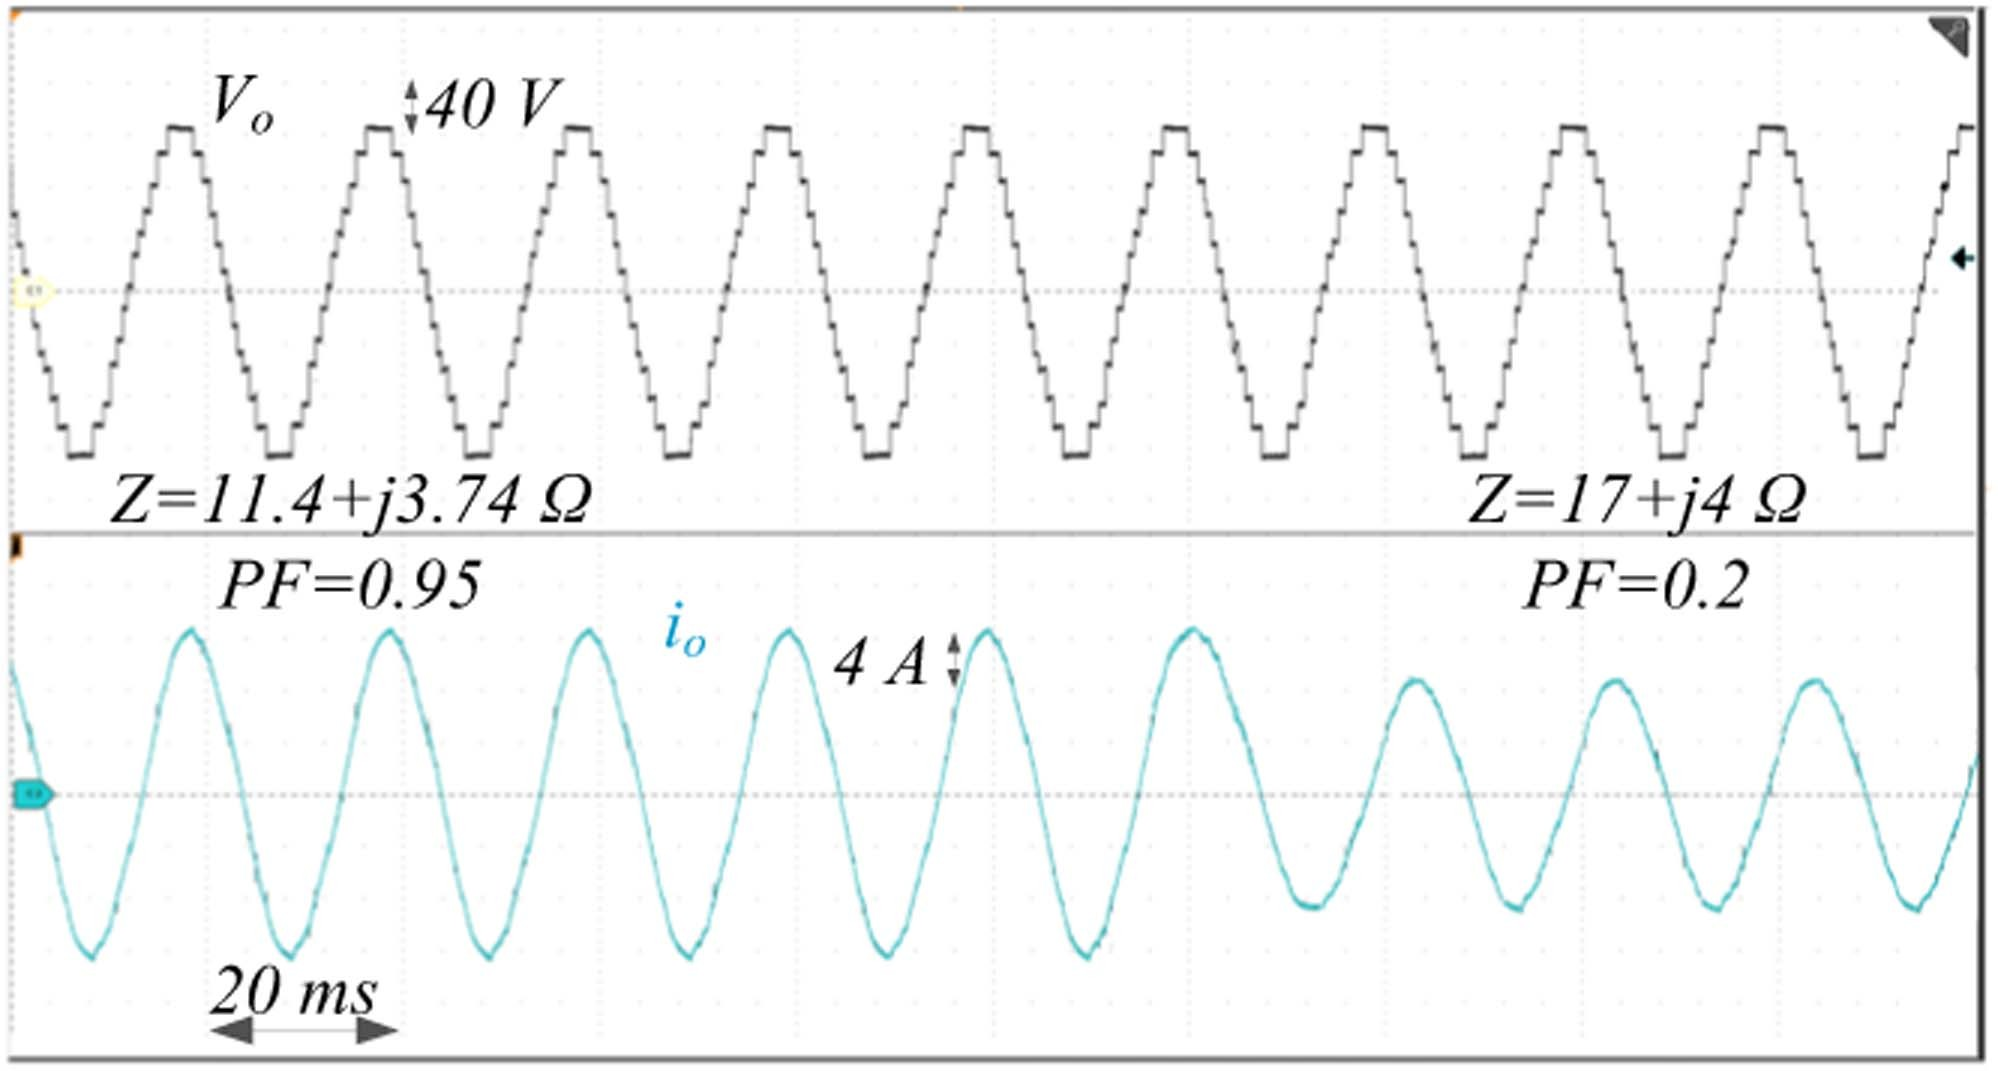 Vo
40 V
Z=11.4+j3.74 Ω
Z=17+j4 Ω
PF=0.95
PF=0.2
io
4 A
20 ms